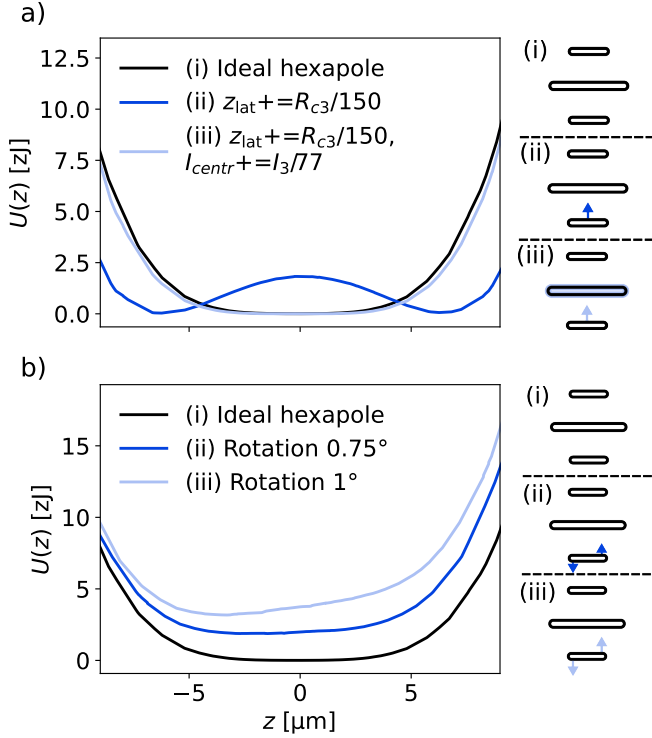 a)
12.5
10.0
7.5
5.0
2.5
0.0
U(z) [zJ]
(i) Ideal hexapole
(ii) z_lat+=R_c3/150
(iii) z_lat+=R_c3/150,
I_centr+=I_3/77
(i)
(ii)
(iii)
b)
15
10
5
0
U(z) [zJ]
(i) Ideal hexapole
(ii) Rotation 0.75°
(iii) Rotation 1°
−5
0
5
z [μm]
(i)
(ii)
(iii)